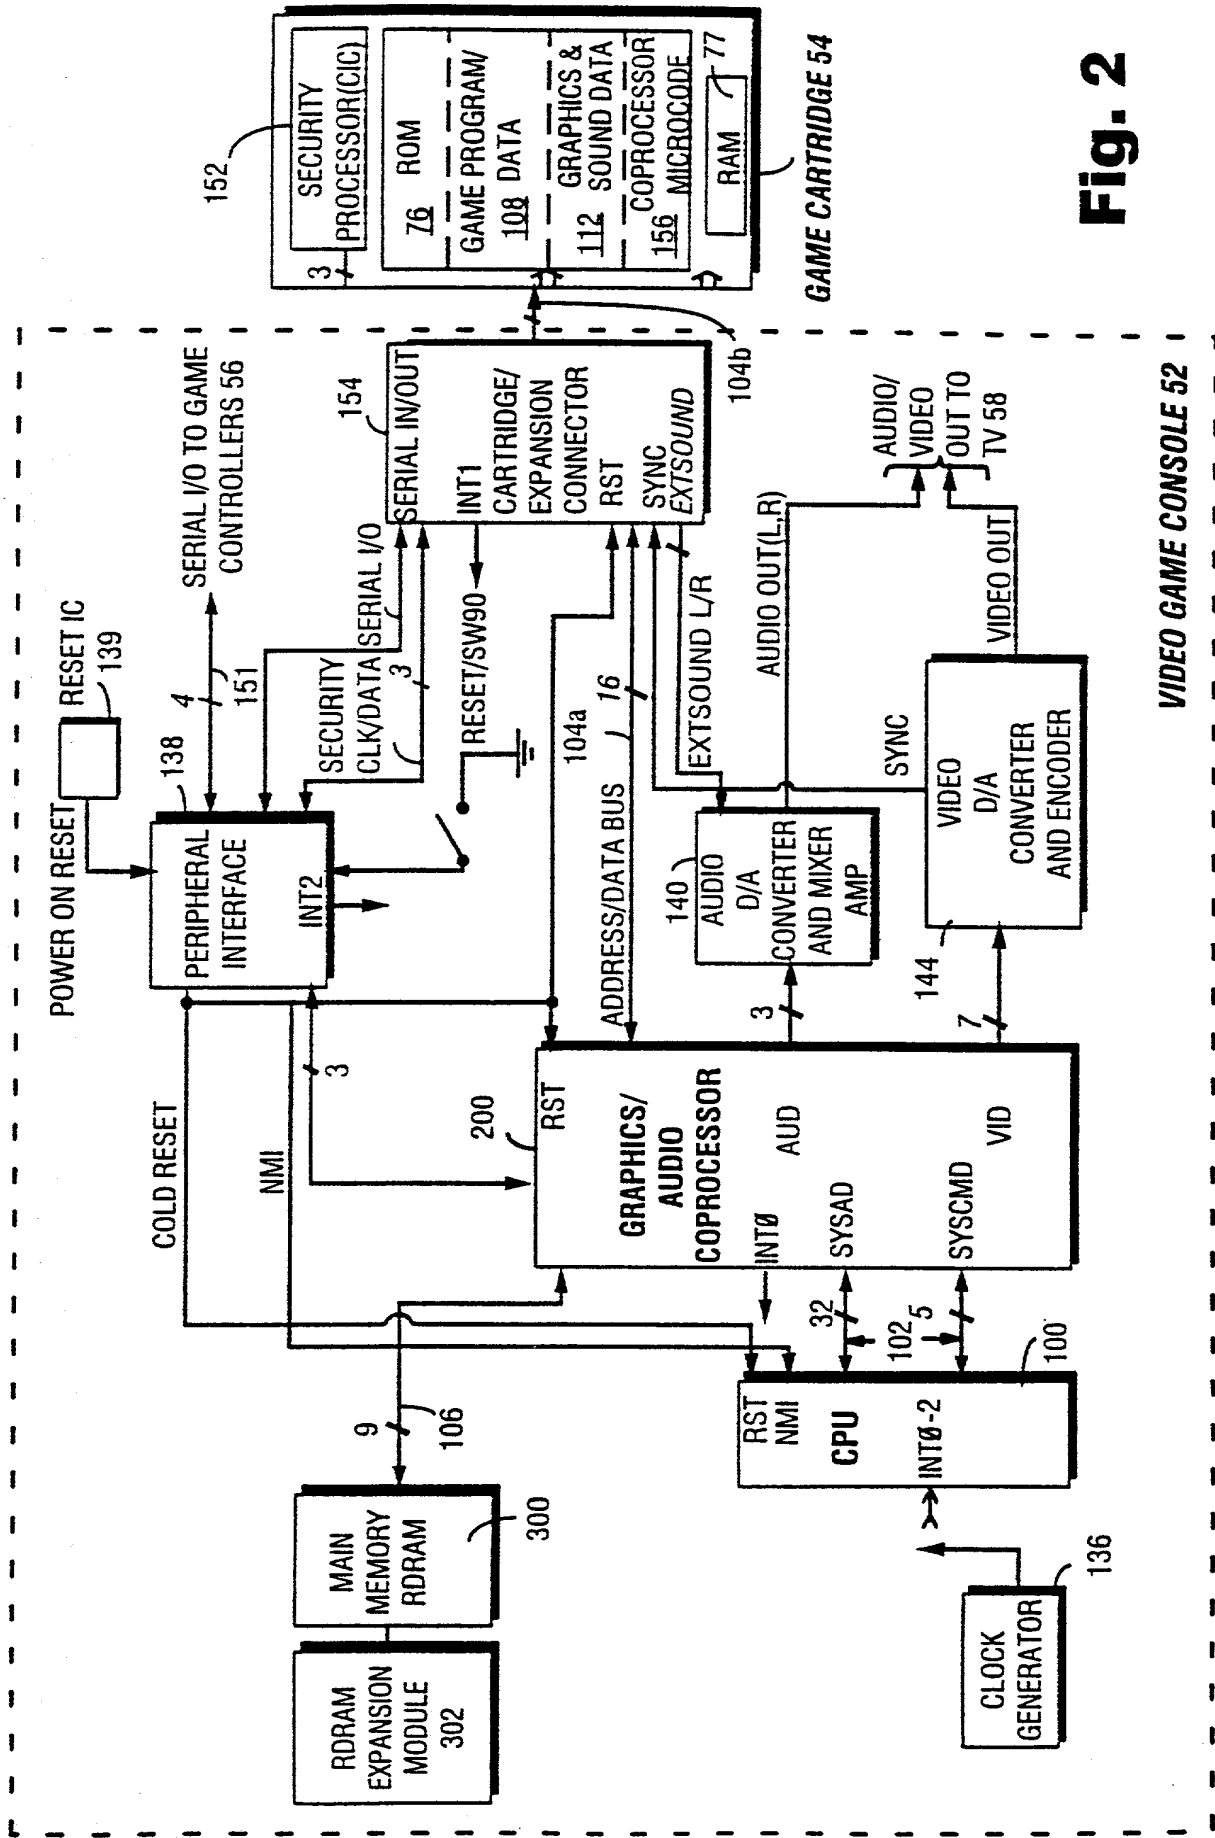 POWER ON RESET
RESET IC
139
138
PERIPHERAL
INTERFACE
INT2
4
151
SERIAL I/O TO GAME
CONTROLLERS 56
SECURITY
CLK/DATA
SERIAL I/O
3
RESET/SW90
COLD RESET
NMI
3
152
SECURITY
PROCESSOR(CIC)
3
ROM
76
GAME PROGRAM/
108 DATA
GRAPHICS &
112 SOUND DATA
COPROCESSOR
156 MICROCODE
RAM
77
GAME CARTRIDGE 54
154
SERIAL IN/OUT
INT1
CARTRIDGE/
EXPANSION
CONNECTOR
RST
SYNC
EXTSOUND
104b
104a
16
ADDRESS/DATA BUS
EXTSOUND L/R
RDRAM
EXPANSION
MODULE
302
MAIN
MEMORY
RDRAM
300
9
106
200
RST
GRAPHICS/
AUDIO
COPROCESSOR
INTØ
AUD
SYSAD
SYSCMD
VID
3
7
140
AUDIO
D/A
CONVERTER
AND MIXER
AMP
AUDIO OUT(L,R)
AUDIO/
VIDEO
OUT TO
TV 58
144
VIDEO
D/A
CONVERTER
AND ENCODER
SYNC
VIDEO OUT
32
102
5
RST
NMI
CPU
INTØ-2
100
CLOCK
GENERATOR
136
VIDEO GAME CONSOLE 52
Fig. 2